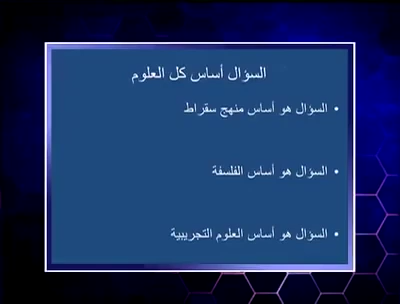 السؤال أساس كل العلوم
• السؤال هو أساس منهج سقراط
• السؤال هو أساس الفلسفة
• السؤال هو أساس العلوم التجريبية